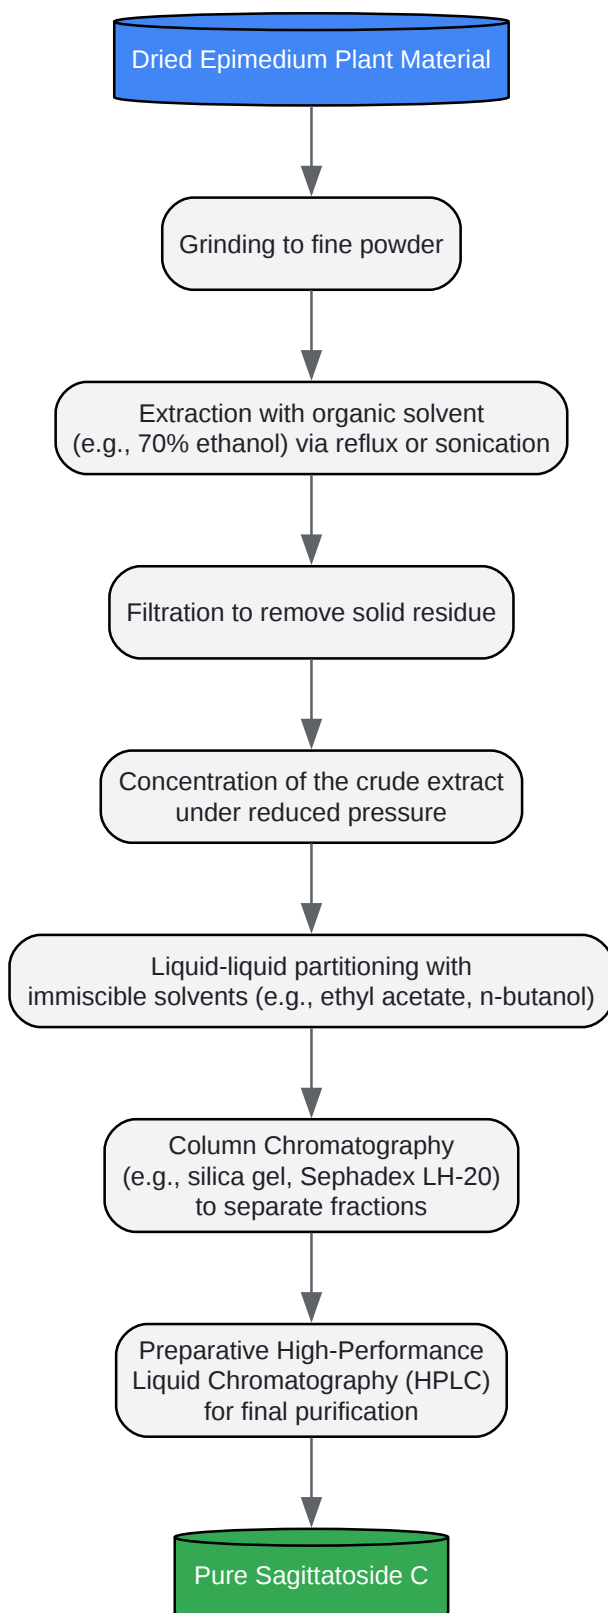 Dried Epimedium Plant Material
Grinding to fine powder
Extraction with organic solvent
(e.g., 70% ethanol) via reflux or sonication
Filtration to remove solid residue
Concentration of the crude extract
under reduced pressure
Liquid-liquid partitioning with
immiscible solvents (e.g., ethyl acetate, n-butanol)
Column Chromatography
(e.g., silica gel, Sephadex LH-20)
to separate fractions
Preparative High-Performance
Liquid Chromatography (HPLC)
for final purification
Pure Sagittatoside C